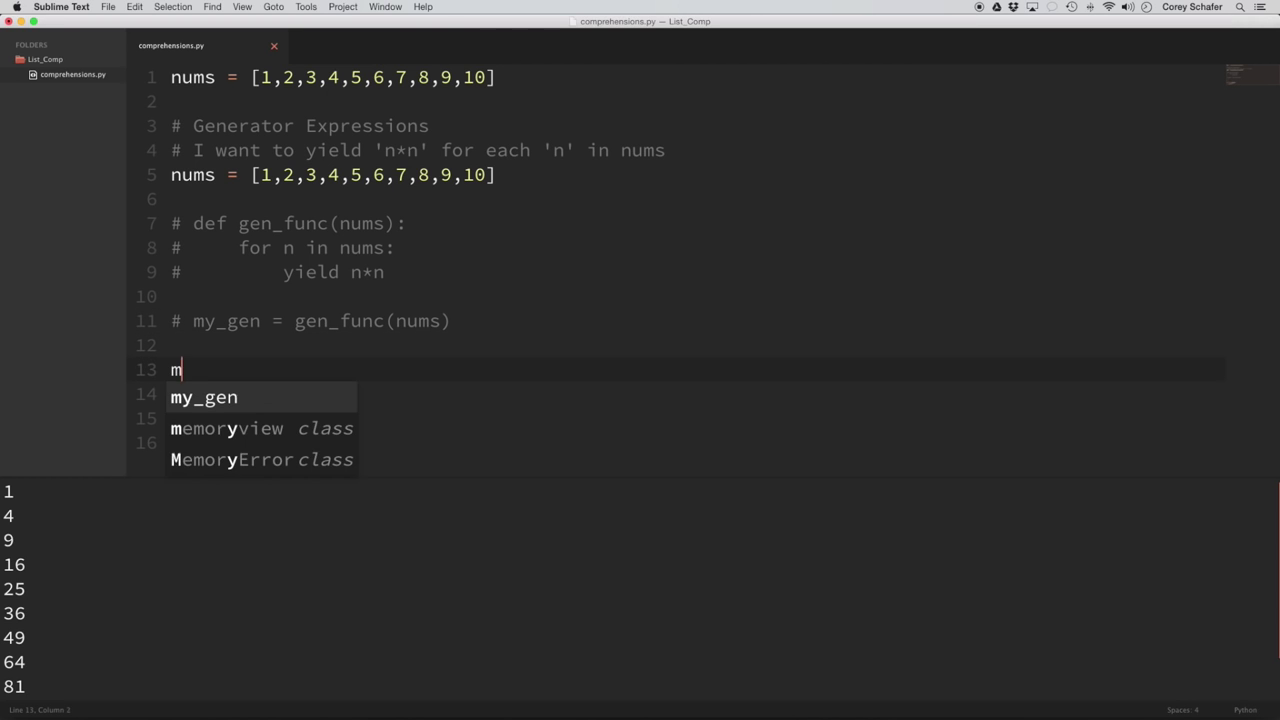 Sublime Text File Edit Selection Find View Goto Tools Project Window Help Corey Schafer
comprehensions.py — List_Comp
FOLDERS
List_Comp
comprehensions.py
comprehensions.py
1 nums = [1,2,3,4,5,6,7,8,9,10]
2
3 # Generator Expressions
4 # I want to yield 'n*n' for each 'n' in nums
5 nums = [1,2,3,4,5,6,7,8,9,10]
6
7 # def gen_func(nums):
8 #     for n in nums:
9 #         yield n*n
10
11 # my_gen = gen_func(nums)
12
13 m
14 my_gen
15 memoryview class
16 MemoryError class
1
4
9
16
25
36
49
64
81
Line 13, Column 2 Spaces: 4 Python